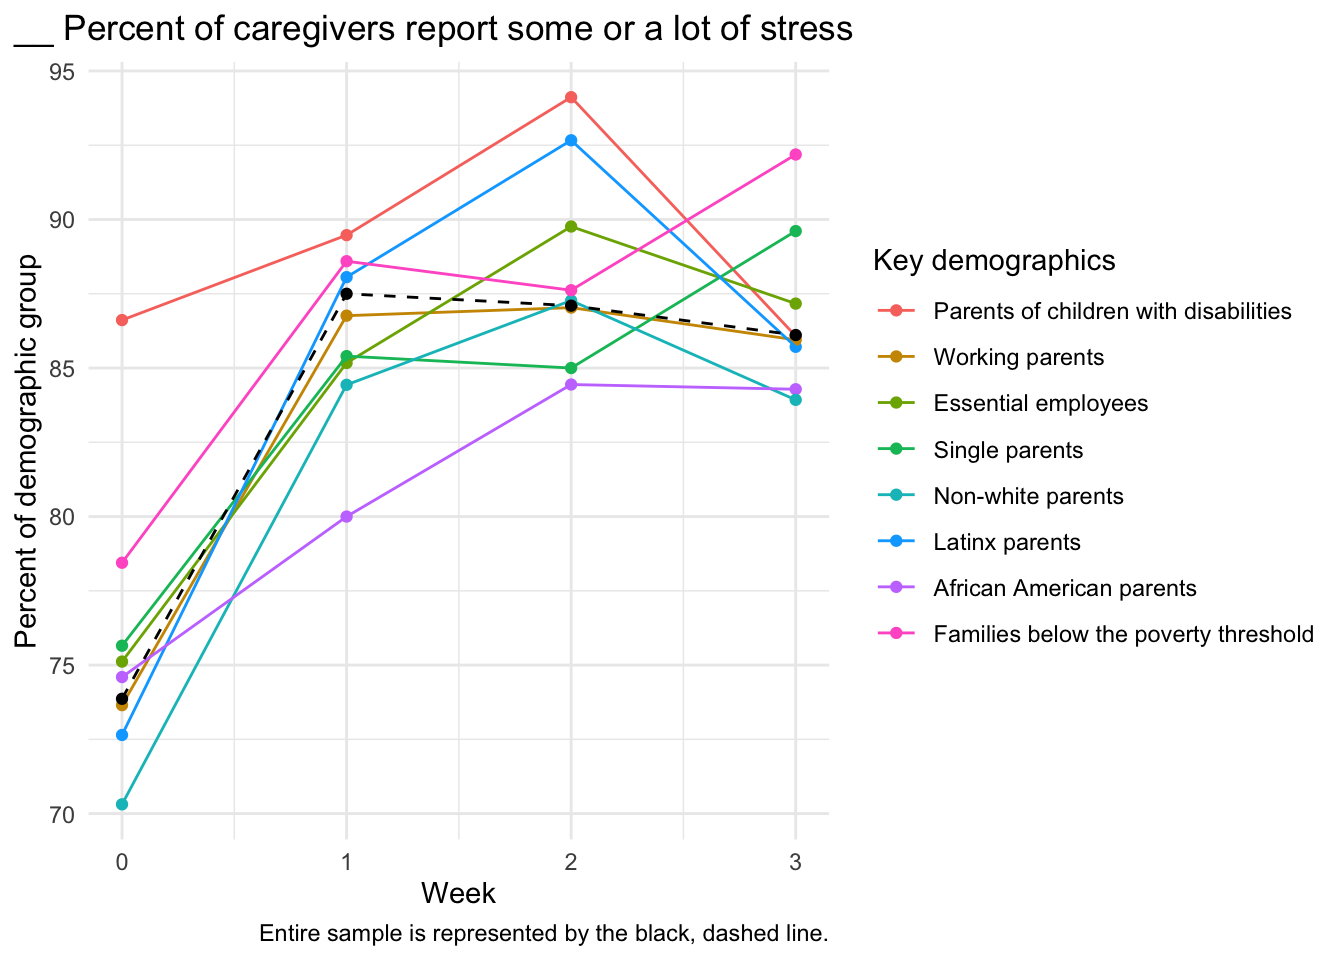 __ Percent of caregivers report some or a lot of stress
95
90
85
80
75
70
Percent of demographic group
0 1 2 3
Week
Entire sample is represented by the black, dashed line.
Key demographics
Parents of children with disabilities
Working parents
Essential employees
Single parents
Non-white parents
Latinx parents
African American parents
Families below the poverty threshold